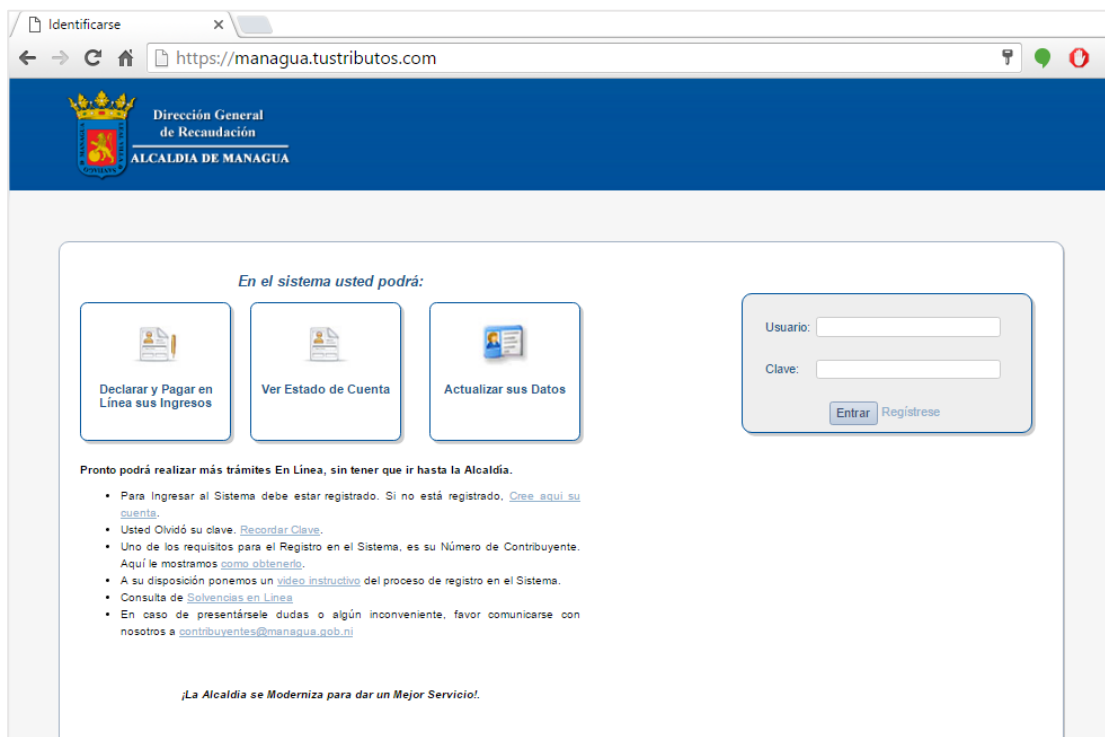 Identificarse
https://managua.tustributos.com
Dirección General
de Recaudación
ALCALDIA DE MANAGUA
En el sistema usted podrá:
Declarar y Pagar en
Línea sus Ingresos
Ver Estado de Cuenta
Actualizar sus Datos
Usuario:
Clave:
Entrar Regístrese
Pronto podrá realizar más trámites En Línea, sin tener que ir hasta la Alcaldía.
• Para Ingresar al Sistema debe estar registrado. Si no está registrado, Cree aqui su
cuenta.
• Usted Olvidó su clave. Recordar Clave.
• Uno de los requisitos para el Registro en el Sistema, es su Número de Contribuyente.
Aquí le mostramos como obtenerlo.
• A su disposición ponemos un video instructivo del proceso de registro en el Sistema.
• Consulta de Solvencias en Linea
• En caso de presentársele dudas o algún inconveniente, favor comunicarse con
nosotros a contribuyentes@managua.gob.ni
¡La Alcaldia se Moderniza para dar un Mejor Servicio!.